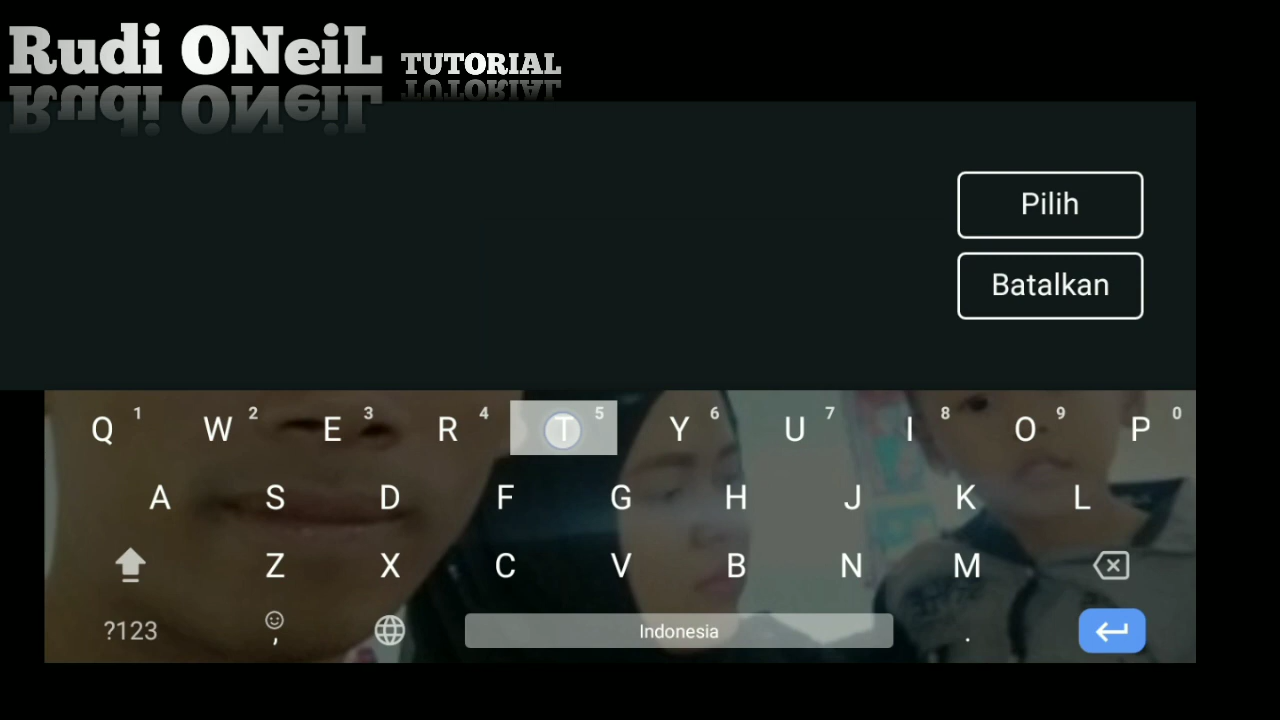 Rudi ONeiL TUTORIAL
Pilih
Batalkan
Q 1 W 2 E 3 R 4 T 5 Y 6 U 7 I 8 O 9 P 0
A S D F G H J K L
Z X C V B N M
?123 , Indonesia .